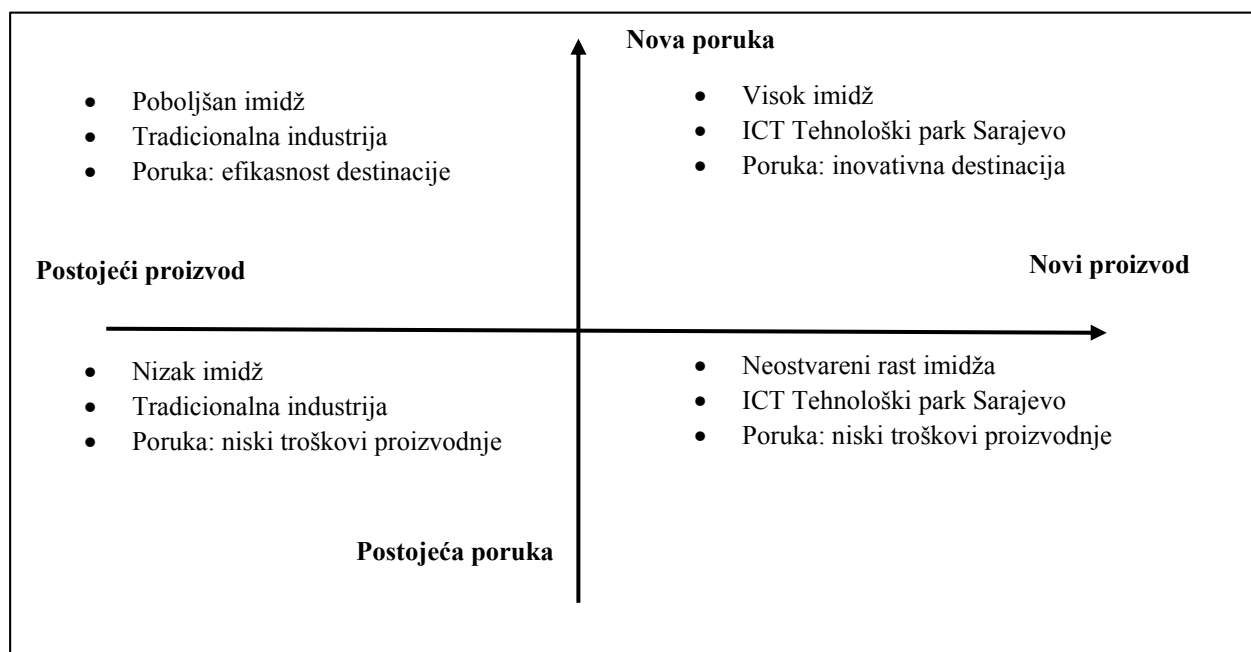 Nova poruka
• Poboljšan imidž
• Tradicionalna industrija
• Poruka: efikasnost destinacije
• Visok imidž
• ICT Tehnološki park Sarajevo
• Poruka: inovativna destinacija
Postojeći proizvod
Novi proizvod
• Nizak imidž
• Tradicionalna industrija
• Poruka: niski troškovi proizvodnje
• Neostvareni rast imidža
• ICT Tehnološki park Sarajevo
• Poruka: niski troškovi proizvodnje
Postojeća poruka